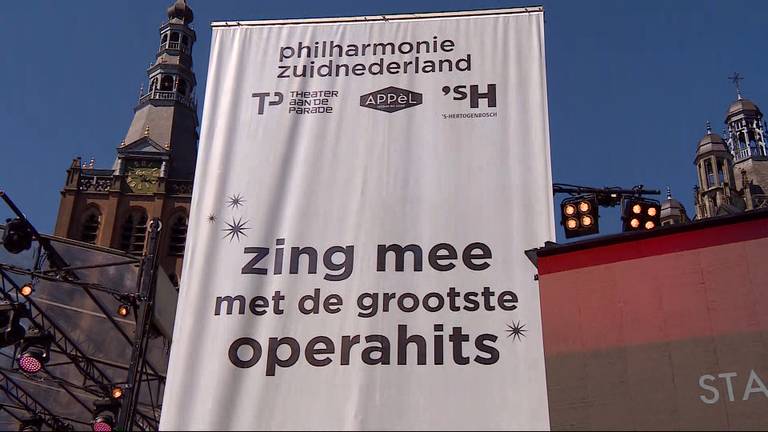 philharmonie
zuidnederland
TP THEATER
AAN DE
PARADE
APPèL
'sH
'S-HERTOGENBOSCH
zing mee
met de grootste
operahits
STA